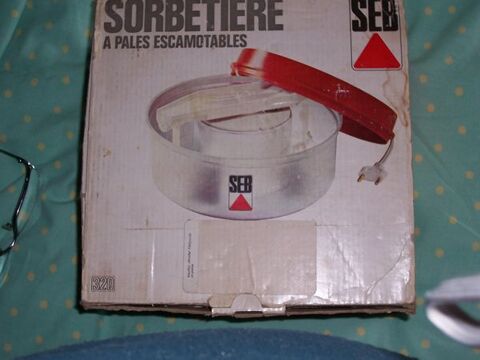 SORBETIERE
A PALES ESCAMOTABLES
SEB
SEB
320